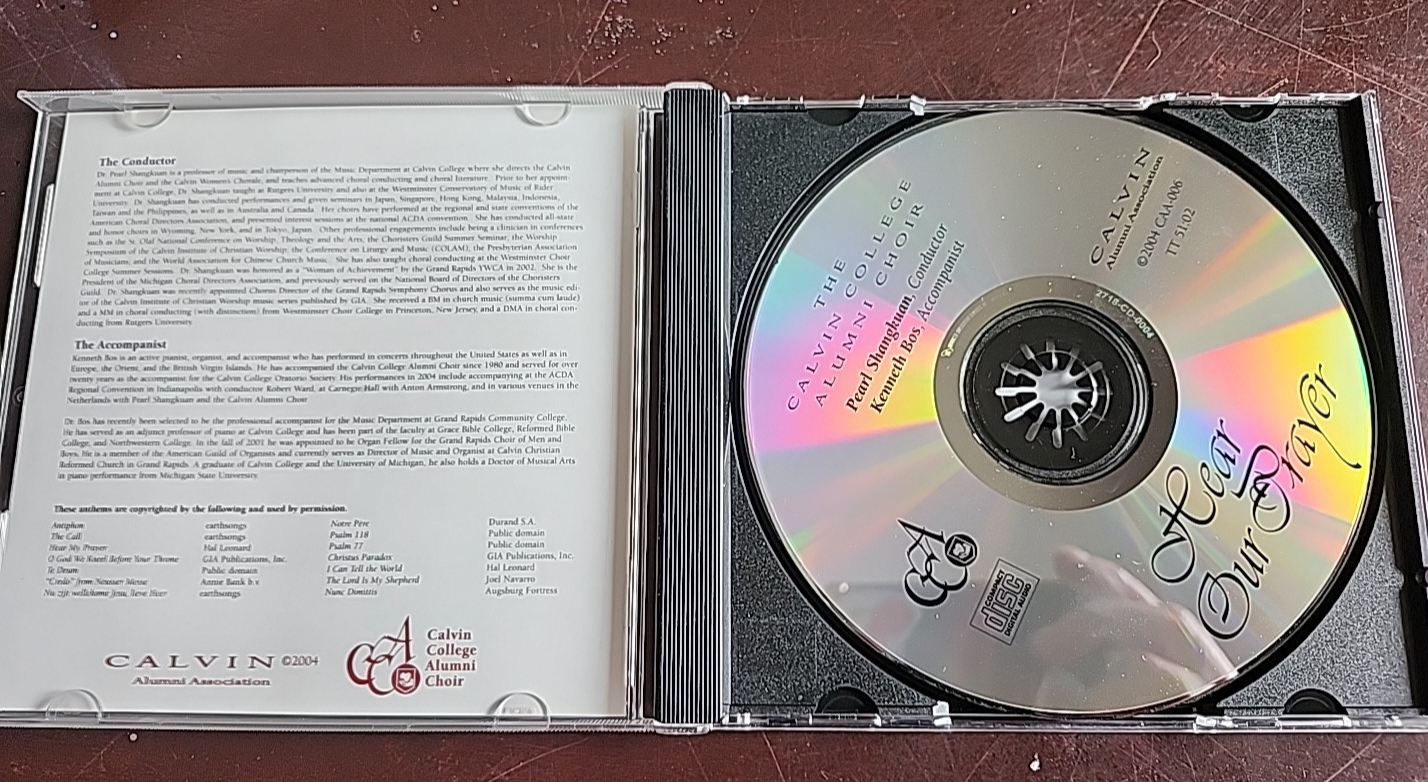 The Conductor
Dr. Pearl Shangkuan is a professor of music and chairperson of the Music Department at Calvin College where she directs the Calvin
Alumni Choir and the Calvin Women's Chorale, and teaches advanced choral conducting and choral literature. Prior to her appoint-
ment at Calvin College, Dr. Shangkuan taught at Rutgers University and also at the Westminster Conservatory of Music of Rider
University. Dr. Shangkuan has conducted performances and given seminars in Japan, Singapore, Hong Kong, Malaysia, Indonesia,
Taiwan and the Philippines, as well as in Australia and Canada. Her choirs have performed at the regional and state conventions of the
American Choral Directors Association, and presented interest sessions at the national ACDA convention. She has conducted all-state
and honor choirs in Wyoming, New York, and in Tokyo, Japan. Other professional engagements include being a clinician in conferences
such as the St. Olaf National Conference on Worship, Theology and the Arts, the Choristers Guild Summer Seminar, the Worship
Symposium of the Calvin Institute of Christian Worship, the Conference on Liturgy and Music (COLAM), the Presbyterian Association
of Musicians, and the World Association for Chinese Church Music. She has also taught choral conducting at the Westminster Choir
College Summer Sessions. Dr. Shangkuan was honored as a "Woman of Achievement" by the Grand Rapids YWCA in 2002. She is the
President of the Michigan Choral Directors Association, and previously served on the National Board of Directors of the Choristers
Guild. Dr. Shangkuan was recently appointed Chorus Director of the Grand Rapids Symphony Chorus and also serves as the music edi-
tor of the Calvin Institute of Christian Worship music series published by GIA. She received a BM in church music (summa cum laude)
and a MM in choral conducting (with distinction) from Westminster Choir College in Princeton, New Jersey, and a DMA in choral con-
ducting from Rutgers University.
The Accompanist
Kenneth Bos is an active pianist, organist, and accompanist who has performed in concerts throughout the United States as well as in
Europe, the Orient, and the British Virgin Islands. He has accompanied the Calvin College Alumni Choir since 1980 and served for over
twenty years as the accompanist for the Calvin College Oratorio Society. His performances in 2004 include accompanying at the ACDA
Regional Convention in Indianapolis with conductor Robert Ward, at Carnegie Hall with Anton Armstrong, and in various venues in the
Netherlands with Pearl Shangkuan and the Calvin Alumni Choir.
Dr. Bos has recently been selected to be the professional accompanist for the Music Department at Grand Rapids Community College.
He has served as an adjunct professor of piano at Calvin College and has been part of the faculty at Grace Bible College, Reformed Bible
College, and Northwestern College. In the fall of 2001 he was appointed to Organ Fellow for the Grand Rapids Choir of Men and
Boys. He is a member of the American Guild of Organists and currently serves as Director of Music and Organist at Calvin Christian
Reformed Church in Grand Rapids. A graduate of Calvin College and the University of Michigan, he also holds a Doctor of Musical Arts
in piano performance from Michigan State University.
These anthems are copyrighted by the following and used by permission.
Antiphon earthsongs Notre Pere Durand S.A.
The Call earthsongs Psalm 118 Public domain
Hear My Prayer Hal Leonard Psalm 77 Public domain
O God We Kneel Before Your Throne GIA Publications, Inc. Christus Paradox GIA Publications, Inc.
Te Deum Public domain I Can Tell the World Hal Leonard
"Credo" from Missa Annie Bank b.v. The Lord Is My Shepherd Joel Navarro
Nu zijt wellekome Jesu, lieve Heer earthsongs Nunc Dimittis Augsburg Fortress
CALVIN ©2004
Alumni Association
CCAA
Calvin
College
Alumni
Choir
CALVIN THE
CALVIN COLLEGE
ALUMNI CHOIR
Pearl Shangkuan, Conductor
Kenneth Bos, Accompanist
CALVIN
Alumni Association
©2004 CAA-006
TT 51:02
2718-CD-0004
Hear
Our Prayer
CCA
COMPACT
disc
DIGITAL AUDIO